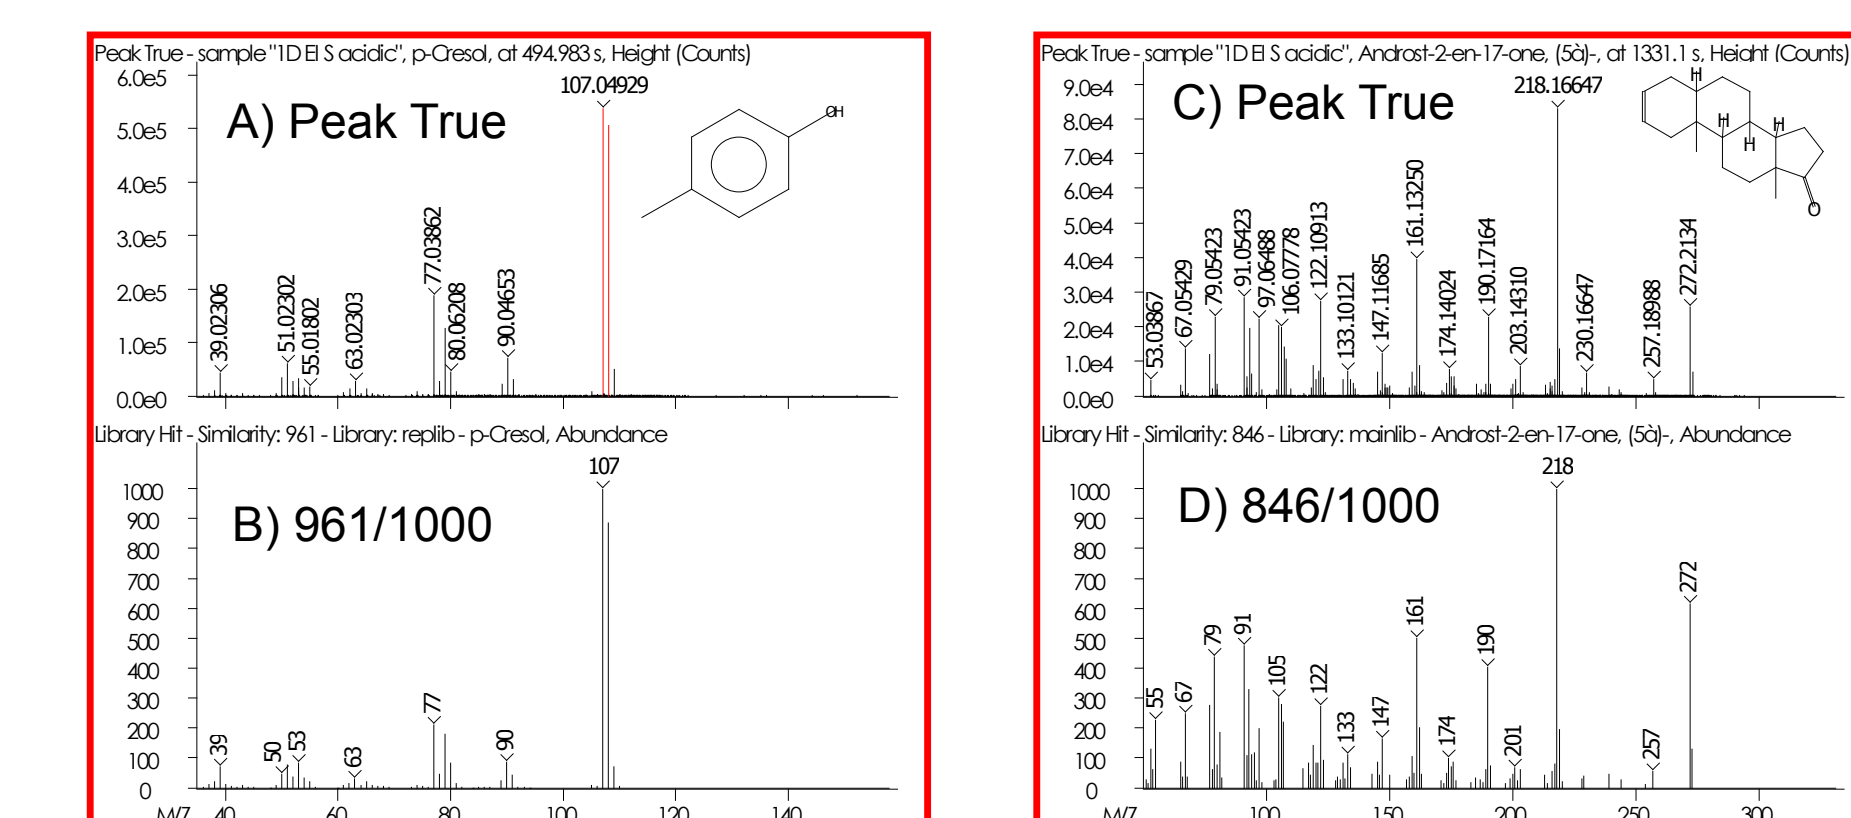 Peak True - sample "1D EI S acidic", p-Cresol, at 494.983 s, Height (Counts)
6.0e5
5.0e5
4.0e5
3.0e5
2.0e5
1.0e5
0.0e0
A) Peak True
107.04929
OH
39.02306
51.02302
55.01802
63.02303
77.03862
80.06208
90.04653
Library Hit - Similarity: 961 - Library: replib - p-Cresol, Abundance
1000
900
800
700
600
500
400
300
200
100
0
B) 961/1000
107
39
50
53
63
77
90
M/Z 40 60 80 100 120 140
Peak True - sample "1D EI S acidic", Androst-2-en-17-one, (5à)-, at 1331.1 s, Height (Counts)
9.0e4
8.0e4
7.0e4
6.0e4
5.0e4
4.0e4
3.0e4
2.0e4
1.0e4
0.0e0
C) Peak True
218.16647
H
H
H
H
O
53.03867
67.05429
79.05423
91.05423
97.06488
106.07778
122.10913
133.10121
147.11685
161.13250
174.14024
190.17164
203.14310
230.16647
257.18988
272.2134
Library Hit - Similarity: 846 - Library: mainlib - Androst-2-en-17-one, (5à)-, Abundance
1000
900
800
700
600
500
400
300
200
100
0
D) 846/1000
218
55
67
79
91
105
122
133
147
161
174
190
201
257
272
M/Z 100 150 200 250 300